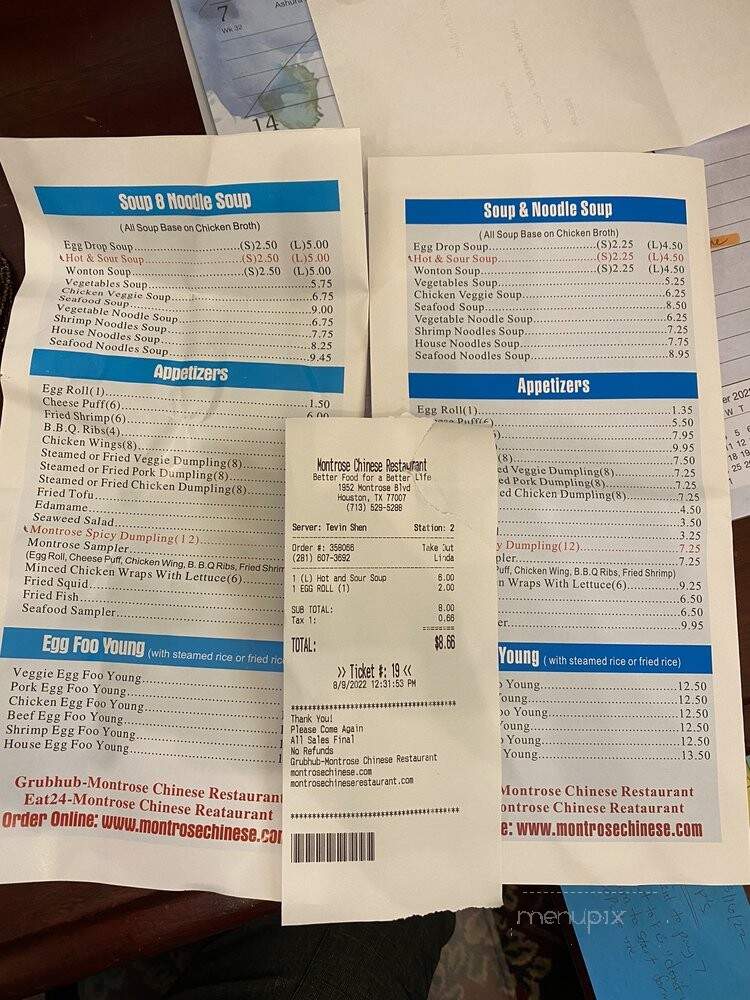 7
Wk 32
Ashura
14
Soup 8 Noodle Soup
(All Soup Base on Chicken Broth)
Egg Drop Soup (S)2.50 (L)5.00
Hot & Sour Soup (S)2.50 (L)5.00
Wonton Soup (S)2.50 (L)5.00
Vegetables Soup 5.75
Chicken Veggie Soup 6.75
Seafood Soup 9.00
Vegetable Noodle Soup 6.75
Shrimp Noodles Soup 7.75
House Noodles Soup 8.25
Seafood Noodles Soup 9.45
Appetizers
Egg Roll(1) 1.50
Cheese Puff(6) 6.00
Fried Shrimp(6)
B.B.Q. Ribs(4)
Chicken Wings(8)
Steamed or Fried Veggie Dumpling(8)
Steamed or Fried Pork Dumpling(8)
Steamed or Fried Chicken Dumpling(8)
Fried Tofu
Edamame
Seaweed Salad
Montrose Spicy Dumpling(12)
Montrose Sampler
(Egg Roll, Cheese Puff, Chicken Wing, B.B.Q Ribs, Fried Shrim
Minced Chicken Wraps With Lettuce(6)
Fried Squid
Fried Fish
Seafood Sampler
Egg Foo Young (with steamed rice or fried ric
Veggie Egg Foo Young
Pork Egg Foo Young
Chicken Egg Foo Young
Beef Egg Foo Young
Shrimp Egg Foo Young
House Egg Foo Young
Grubhub-Montrose Chinese Restaurant
Eat24-Montrose Chinese Reataurant
Order Online: www.montrosechinese.cor
Soup & Noodle Soup
(All Soup Base on Chicken Broth)
Egg Drop Soup (S)2.25 (L)4.50
Hot & Sour Soup (S)2.25 (L)4.50
Wonton Soup (S)2.25 (L)4.50
Vegetables Soup 5.25
Chicken Veggie Soup 6.25
Seafood Soup 8.50
Vegetable Noodle Soup 6.25
Shrimp Noodles Soup 7.25
House Noodles Soup 7.75
Seafood Noodles Soup 8.95
Appetizers
Egg Roll(1) 1.35
Puff(6) 5.50
6) 7.95
9.95
(8) 7.50
ed Veggie Dumpling(8) 7.25
ed Pork Dumpling(8) 7.25
ed Chicken Dumpling(8) 7.25
4.50
3.50
3.25
y Dumpling(12) 7.25
pler 7.25
Puff, Chicken Wing, B.B.Q Ribs, Fried Shrimp)
n Wraps With Lettuce(6) 9.25
6.50
6.50
er 9.95
Young (with steamed rice or fried rice)
o Young 12.50
Young 12.50
oo Young 12.50
Young 12.50
o Young 12.50
Young 13.50
Montrose Chinese Restaurant
ontrose Chinese Reataurant
e: www.montrosechinese.com
Montrose Chinese Restaurant
Better Food for a Better Life
1952 Montrose Blvd
Houston, TX 77007
(713) 529-5288
Server: Tevin Shen Station: 2
Order #: 358066 Take Out
(281) 607-3692 Linda
1 (L) Hot and Sour Soup 6.00
1 EGG ROLL (1) 2.00
SUB TOTAL: 8.00
Tax 1: 0.66
========
TOTAL: $8.66
>> Ticket #: 19 <<
8/9/2022 12:31:53 PM
Thank You!
Please Come Again
All Sales Final
No Refunds
Grubhub-Montrose Chinese Restaurant
montrosechinese.com
montrosechineserestaurant.com
menupix